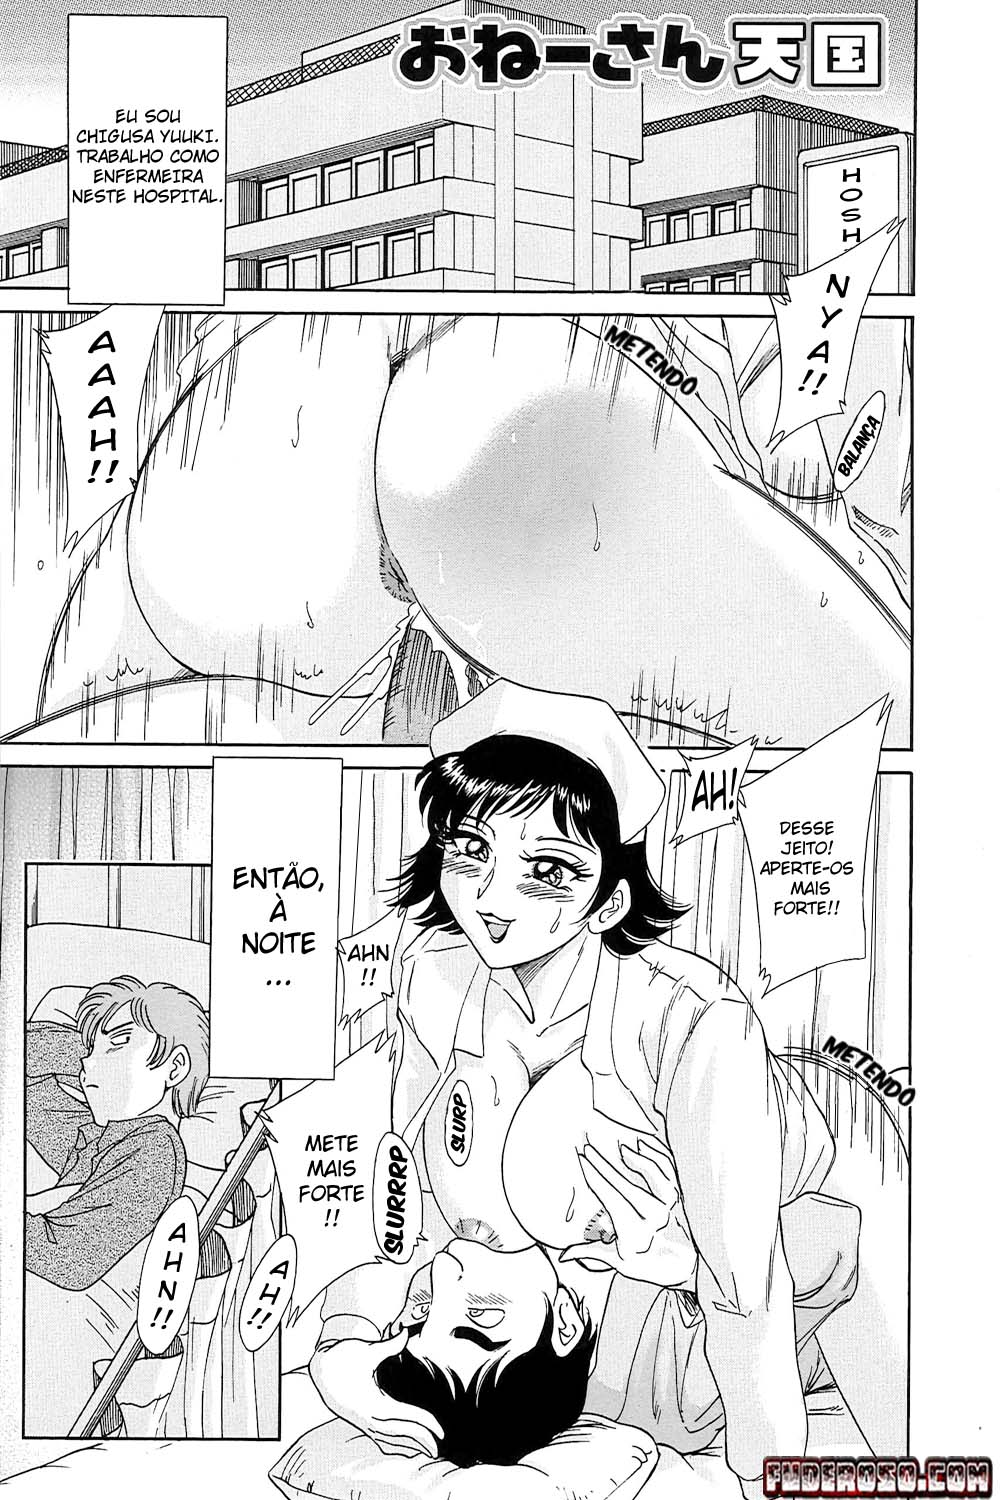 おねーさん天国
EU SOU
CHIGUSA YUUKI.
TRABALHO COMO
ENFERMEIRA
NESTE HOSPITAL.
HOSH
NYA!!
AAAH!!
METENDO
BALANÇA
AH!
DESSE
JEITO!
APERTE-OS
MAIS
FORTE!!
ENTÃO,
À
NOITE
...
AHN
!!
METENDO
SLURP
SLURRRP
METE
MAIS
FORTE
!!
AHN!!
AH!!
FUDEROSO.COM